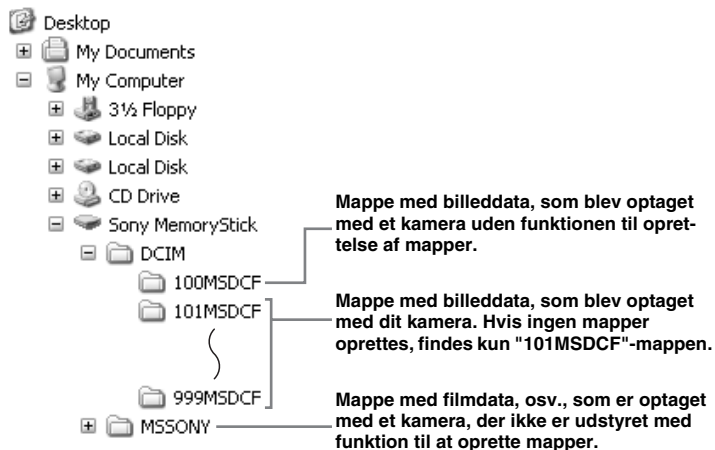 Desktop
My Documents
My Computer
3½ Floppy
Local Disk
Local Disk
CD Drive
Sony MemoryStick
DCIM
100MSDCF
101MSDCF
999MSDCF
MSSONY
Mappe med billeddata, som blev optaget
med et kamera uden funktionen til opret-
telse af mapper.
Mappe med billeddata, som blev optaget
med dit kamera. Hvis ingen mapper
oprettes, findes kun "101MSDCF"-mappen.
Mappe med filmdata, osv., som er optaget
med et kamera, der ikke er udstyret med
funktion til at oprette mapper.